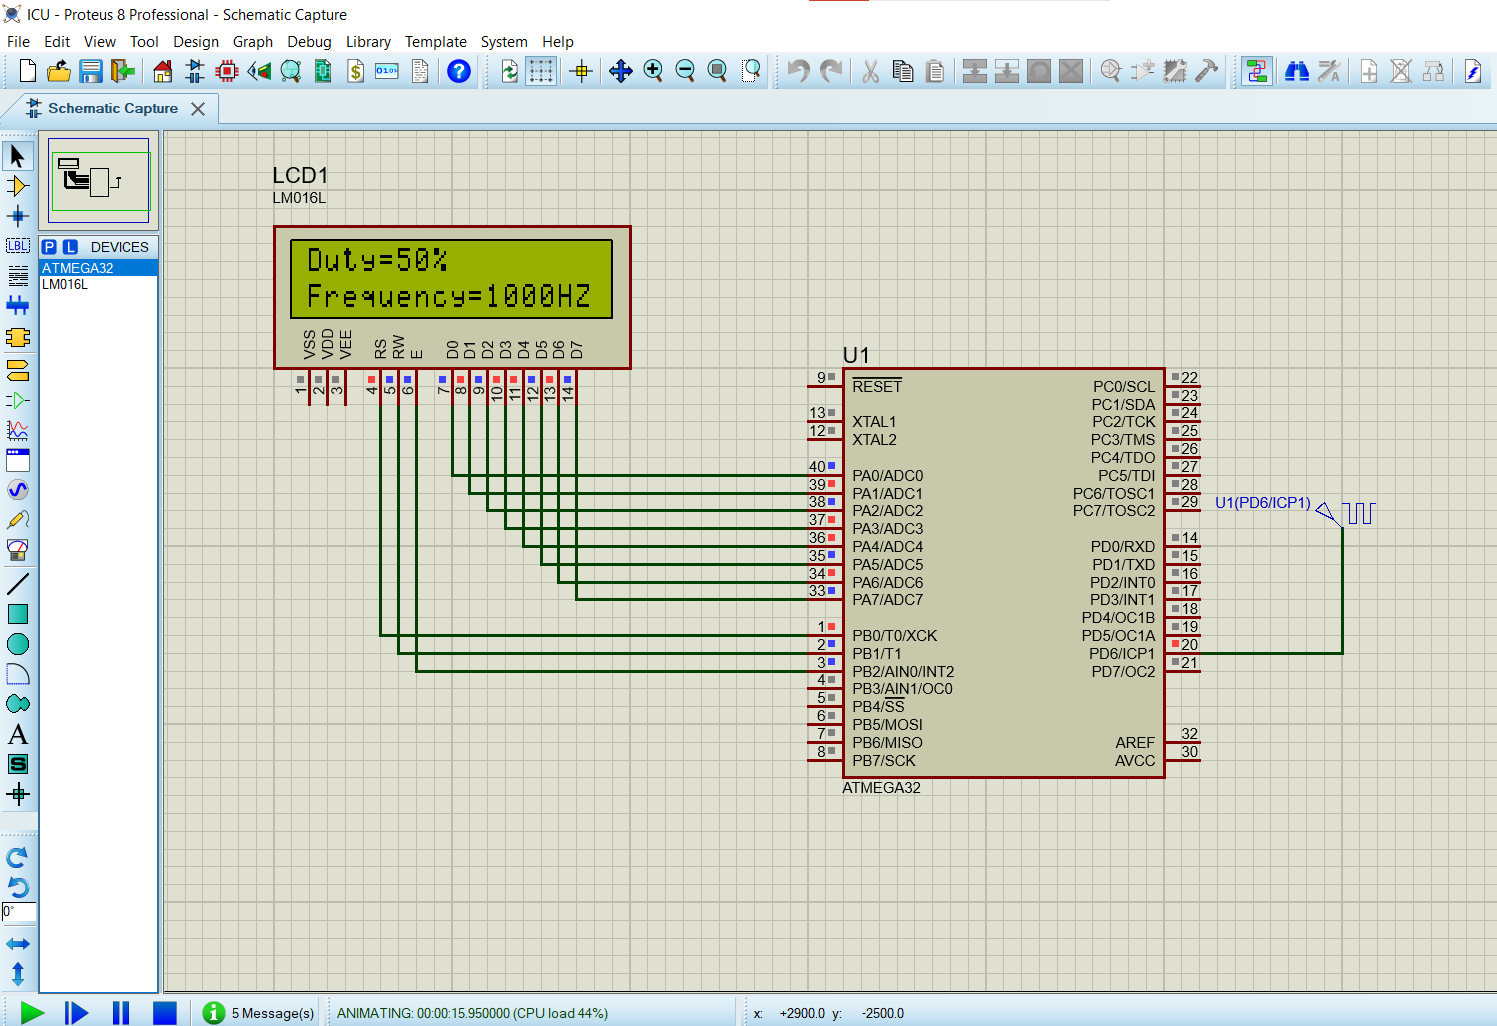 ICU - Proteus 8 Professional - Schematic Capture
File Edit View Tool Design Graph Debug Library Template System Help
Schematic Capture
P L DEVICES
ATMEGA32
LM016L
LBL
A
S
0°
LCD1
LM016L
Duty=50%
Frequency=1000HZ
VSS VDD VEE RS RW E D0 D1 D2 D3 D4 D5 D6 D7
1 2 3 4 5 6 7 8 9 10 11 12 13 14
U1
9 RESET
13 XTAL1
12 XTAL2
40 PA0/ADC0
39 PA1/ADC1
38 PA2/ADC2
37 PA3/ADC3
36 PA4/ADC4
35 PA5/ADC5
34 PA6/ADC6
33 PA7/ADC7
1 PB0/T0/XCK
2 PB1/T1
3 PB2/AIN0/INT2
4 PB3/AIN1/OC0
5 PB4/SS
6 PB5/MOSI
7 PB6/MISO
8 PB7/SCK
PC0/SCL 22
PC1/SDA 23
PC2/TCK 24
PC3/TMS 25
PC4/TDO 26
PC5/TDI 27
PC6/TOSC1 28
PC7/TOSC2 29
PD0/RXD 14
PD1/TXD 15
PD2/INT0 16
PD3/INT1 17
PD4/OC1B 18
PD5/OC1A 19
PD6/ICP1 20
PD7/OC2 21
AREF 32
AVCC 30
ATMEGA32
U1(PD6/ICP1)
5 Message(s) ANIMATING: 00:00:15.950000 (CPU load 44%) x: +2900.0 y: -2500.0